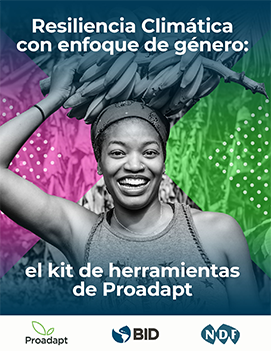 Resiliencia Climática
con enfoque de género:
el kit de herramientas
de Proadapt
Proadapt
BID
NDF